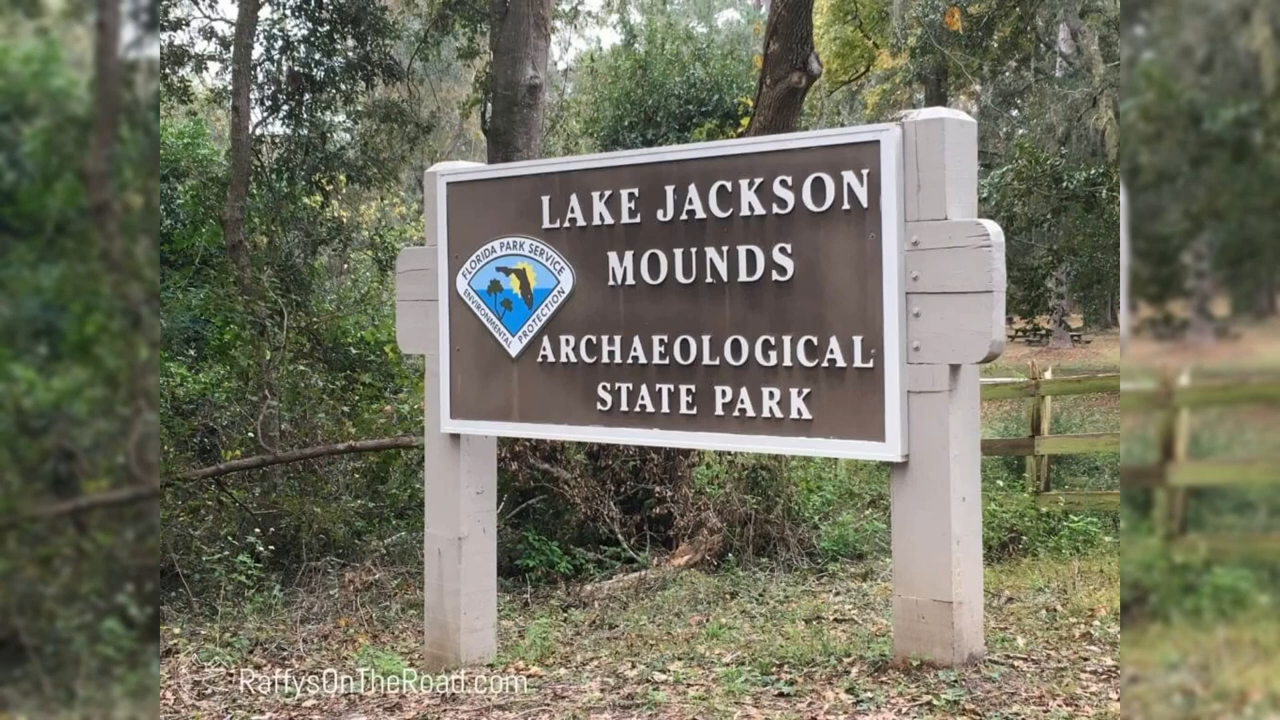 LAKE JACKSON
MOUNDS
FLORIDA PARK SERVICE
ENVIRONMENTAL PROTECTION
ARCHAEOLOGICAL
STATE PARK
RaffysOnTheRoad.com